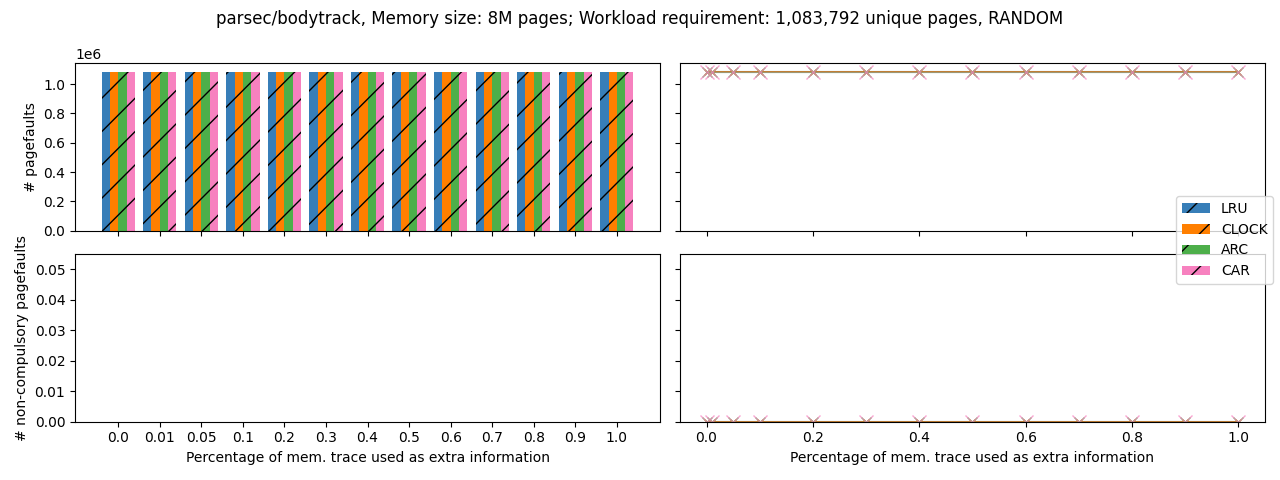 parsec/bodytrack, Memory size: 8M pages; Workload requirement: 1,083,792 unique pages, RANDOM
1e6
# pagefaults
1.0
0.8
0.6
0.4
0.2
0.0
LRU
CLOCK
ARC
CAR
# non-compulsory pagefaults
0.05
0.04
0.03
0.02
0.01
0.00
0.0 0.01 0.05 0.1 0.2 0.3 0.4 0.5 0.6 0.7 0.8 0.9 1.0
Percentage of mem. trace used as extra information
0.0 0.2 0.4 0.6 0.8 1.0
Percentage of mem. trace used as extra information